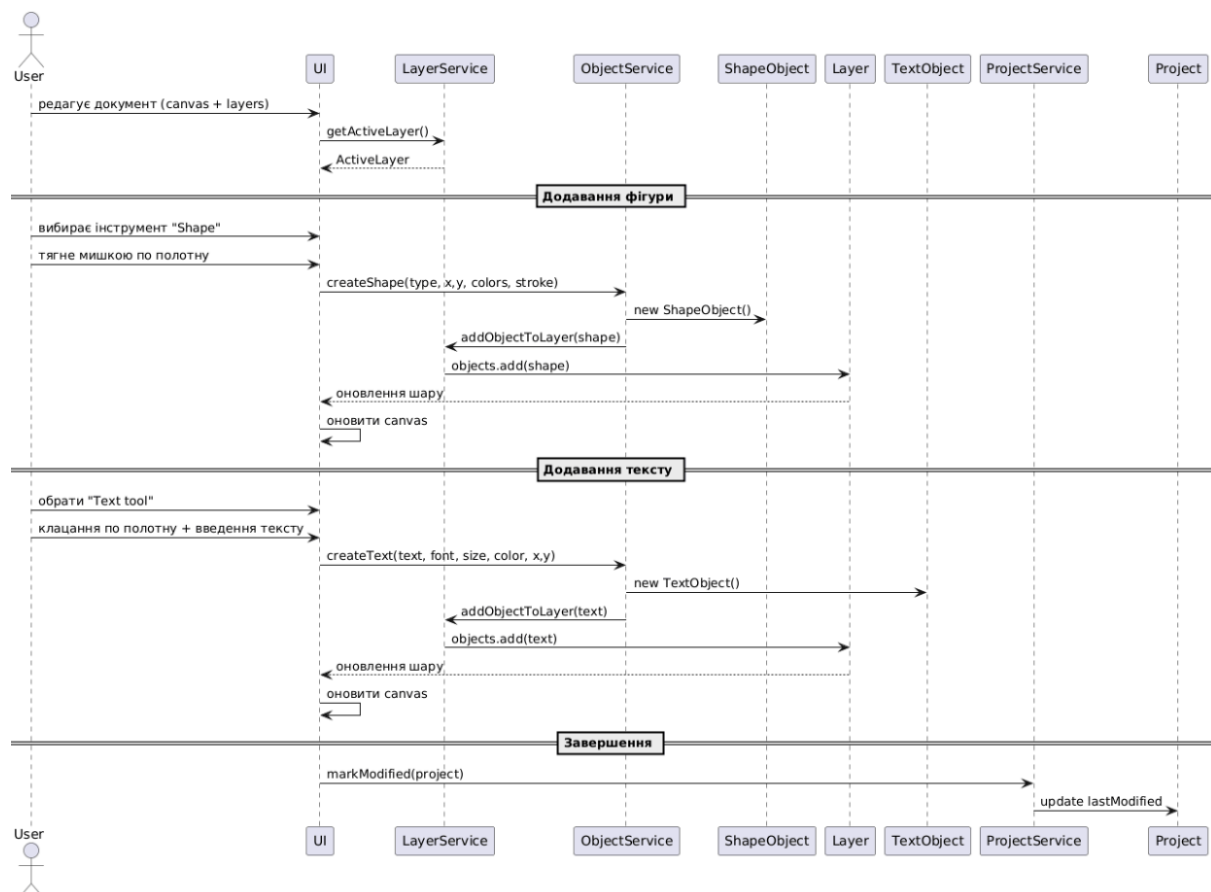 User
UI
LayerService
ObjectService
ShapeObject
Layer
TextObject
ProjectService
Project
редагує документ (canvas + layers)
getActiveLayer()
ActiveLayer
Додавання фігури
вибирає інструмент "Shape"
тягне мишкою по полотну
createShape(type, x,y, colors, stroke)
new ShapeObject()
addObjectToLayer(shape)
objects.add(shape)
оновлення шару
оновити canvas
Додавання тексту
обрати "Text tool"
клацання по полотну + введення тексту
createText(text, font, size, color, x,y)
new TextObject()
addObjectToLayer(text)
objects.add(text)
оновлення шару
оновити canvas
Завершення
markModified(project)
update lastModified
User
UI
LayerService
ObjectService
ShapeObject
Layer
TextObject
ProjectService
Project